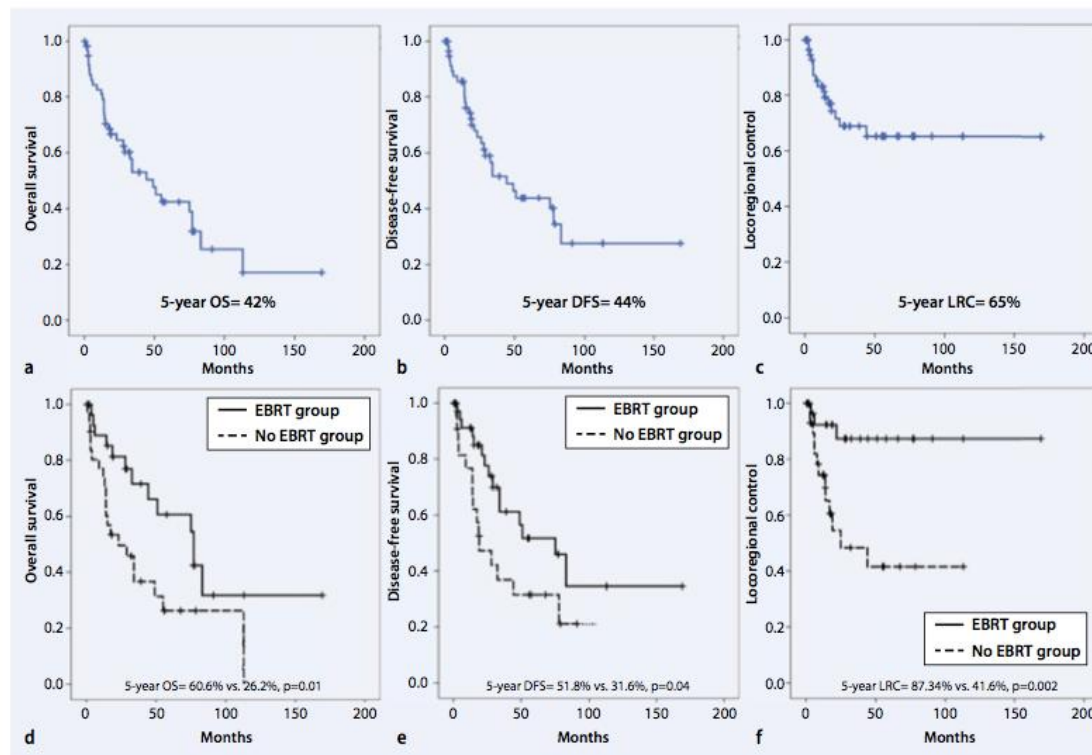 Overall survival
1.0
0.8
0.6
0.4
0.2
0.0
5-year OS= 42%
0 50 100 150 200
Months
a
Disease-free survival
1.0
0.8
0.6
0.4
0.2
0.0
5-year DFS= 44%
0 50 100 150 200
Months
b
Locoregional control
1.0
0.8
0.6
0.4
0.2
0.0
5-year LRC= 65%
0 50 100 150 200
Months
c
Overall survival
1.0
0.8
0.6
0.4
0.2
0.0
EBRT group
No EBRT group
5-year OS= 60.6% vs. 26.2%, p=0.01
0 50 100 150 200
Months
d
Disease-free survival
1.0
0.8
0.6
0.4
0.2
0.0
EBRT group
No EBRT group
5-year DFS= 51.8% vs. 31.6%, p=0.04
0 50 100 150 200
Months
e
Locoregional control
1.0
0.8
0.6
0.4
0.2
0.0
EBRT group
No EBRT group
5-year LRC= 87.34% vs. 41.6%, p=0.002
0 50 100 150 200
Months
f